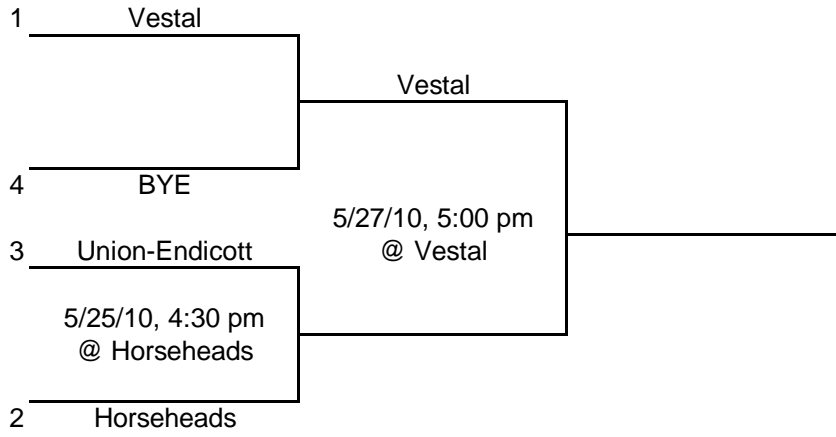 1 Vestal
Vestal
4 BYE
5/27/10, 5:00 pm
@ Vestal
3 Union-Endicott
5/25/10, 4:30 pm
@ Horseheads
2 Horseheads